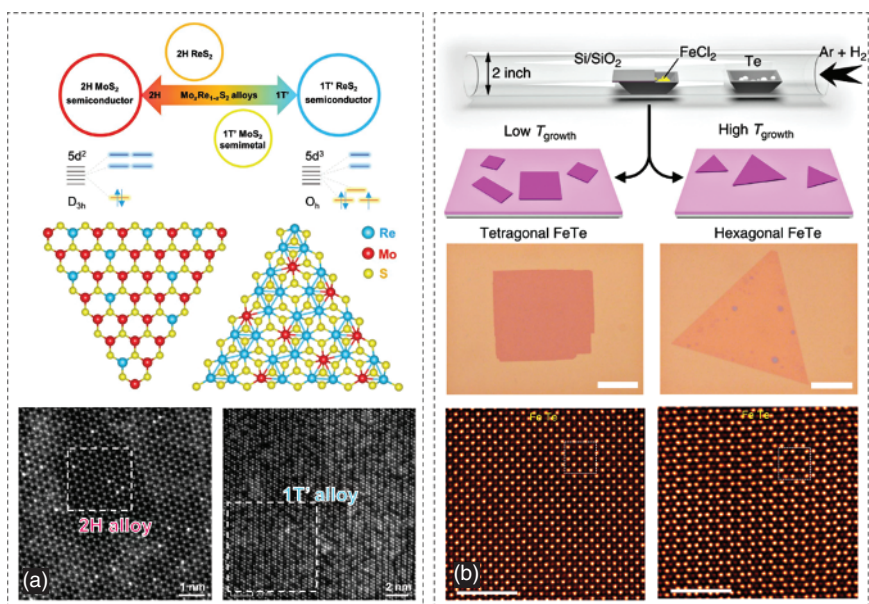 2H ReS₂
2H MoS₂
semiconductor
2H
MoₓRe₁₋ₓS₂ alloys
1T'
1T' ReS₂
semiconductor
1T' MoS₂
semimetal
5d²
D₃ₕ
5d³
Oₕ
Re
Mo
S
2H alloy
1 nm
1T' alloy
2 nm
(a)
Si/SiO₂
FeCl₂
Te
Ar + H₂
2 inch
Low Tgrowth
High Tgrowth
Tetragonal FeTe
Hexagonal FeTe
Fe Te
Fe Te
(b)